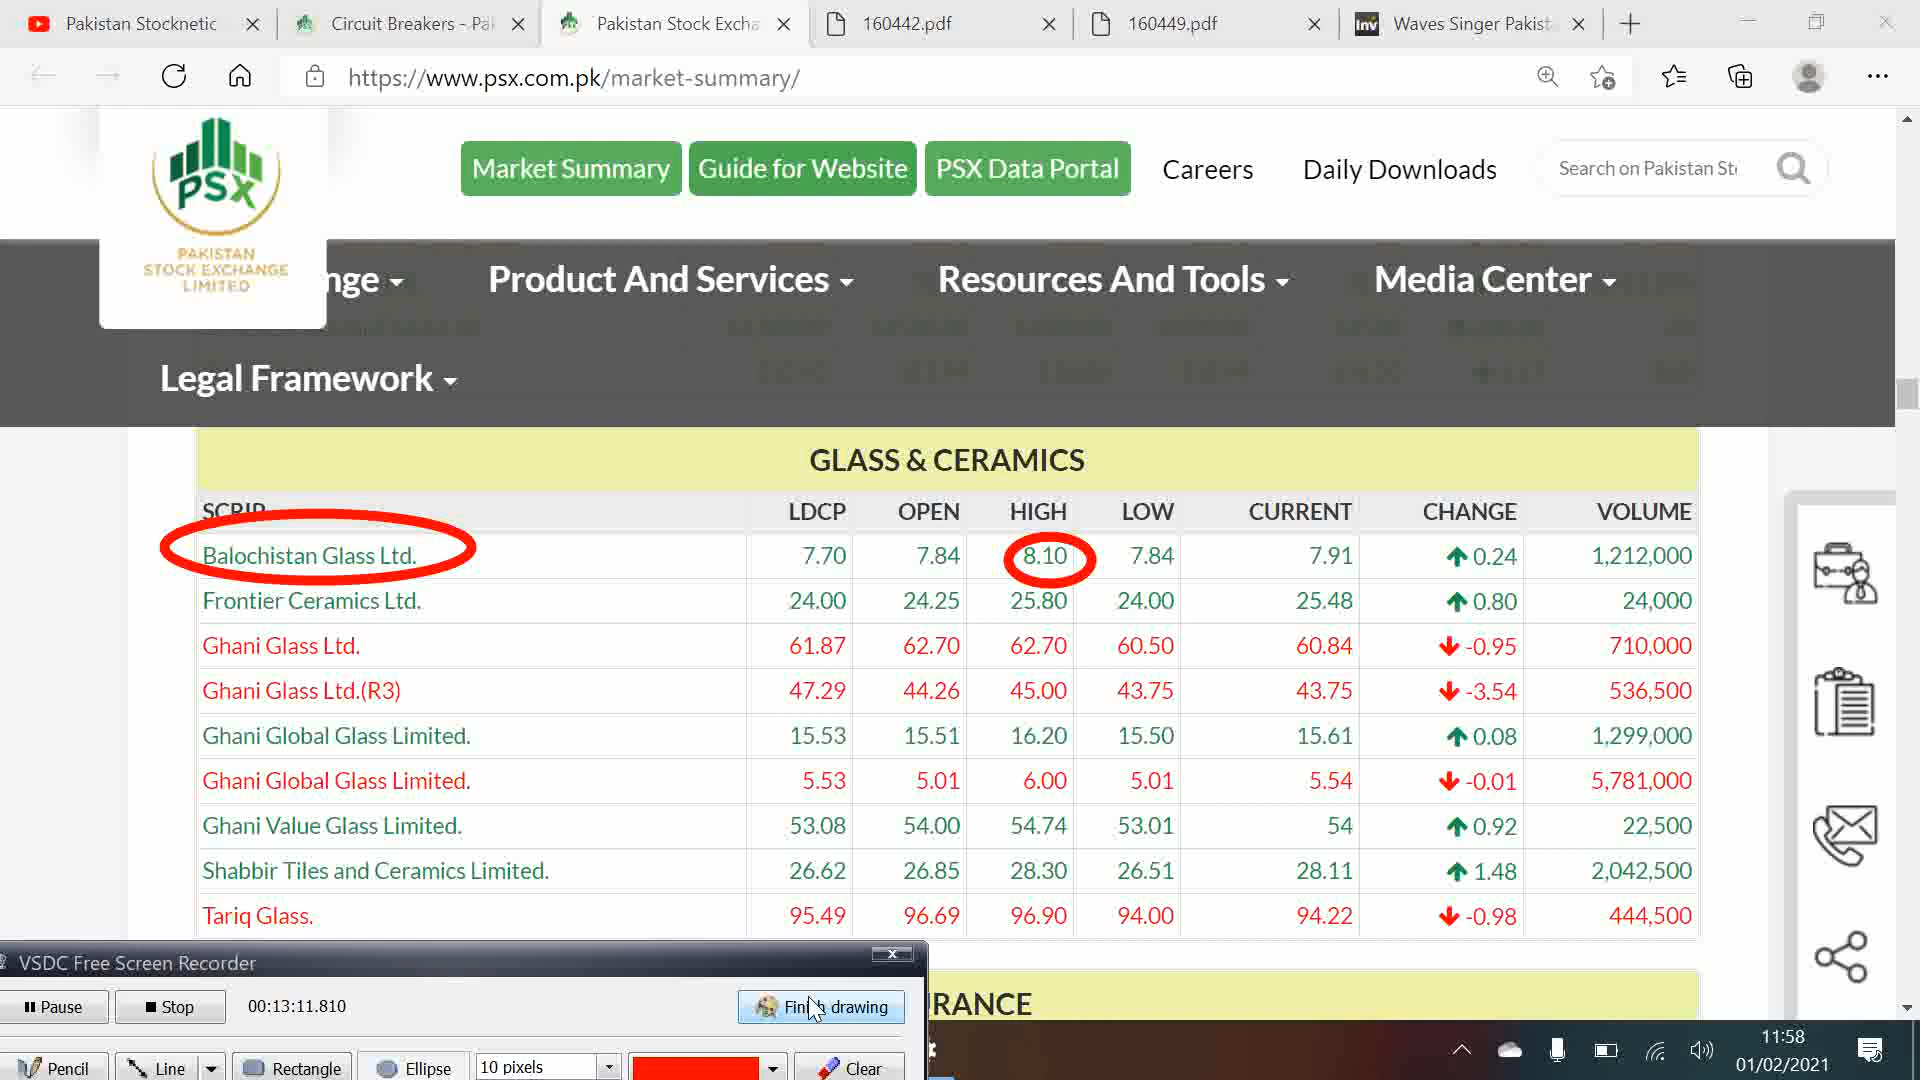 Pakistan Stocknetic
Circuit Breakers - Pak
Pakistan Stock Excha
160442.pdf
160449.pdf
Inv Waves Singer Pakist
https://www.psx.com.pk/market-summary/
PSX
PAKISTAN
STOCK EXCHANGE
LIMITED
Market Summary Guide for Website PSX Data Portal Careers Daily Downloads Search on Pakistan Sto
nge Product And Services Resources And Tools Media Center
Legal Framework
GLASS & CERAMICS
SCRIP LDCP OPEN HIGH LOW CURRENT CHANGE VOLUME
Balochistan Glass Ltd. 7.70 7.84 8.10 7.84 7.91 0.24 1,212,000
Frontier Ceramics Ltd. 24.00 24.25 25.80 24.00 25.48 0.80 24,000
Ghani Glass Ltd. 61.87 62.70 62.70 60.50 60.84 -0.95 710,000
Ghani Glass Ltd.(R3) 47.29 44.26 45.00 43.75 43.75 -3.54 536,500
Ghani Global Glass Limited. 15.53 15.51 16.20 15.50 15.61 0.08 1,299,000
Ghani Global Glass Limited. 5.53 5.01 6.00 5.01 5.54 -0.01 5,781,000
Ghani Value Glass Limited. 53.08 54.00 54.74 53.01 54 0.92 22,500
Shabbir Tiles and Ceramics Limited. 26.62 26.85 28.30 26.51 28.11 1.48 2,042,500
Tariq Glass. 95.49 96.69 96.90 94.00 94.22 -0.98 444,500
RANCE
VSDC Free Screen Recorder
Pause Stop 00:13:11.810 Finish drawing
Pencil Line Rectangle Ellipse 10 pixels Clear
11:58
01/02/2021